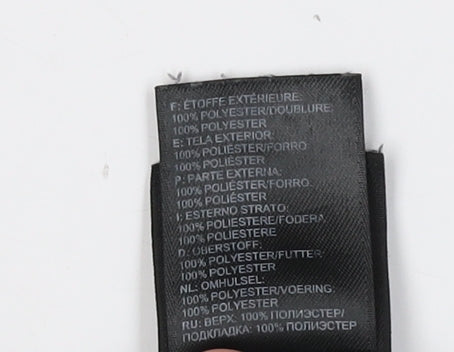 F: ÉTOFFE EXTÉRIEURE:
100% POLYESTER/DOUBLURE:
100% POLYESTER
E: TELA EXTERIOR:
100% POLIÉSTER/FORRO:
100% POLIÉSTER
P: PARTE EXTERNA:
100% POLIÉSTER/FORRO:
100% POLIÉSTER
I: ESTERNO STRATO:
100% POLIESTERE/FODERA:
100% POLIESTERE
D: OBERSTOFF:
100% POLYESTER/FUTTER:
100% POLYESTER
NL: OMHULSEL:
100% POLYESTER/VOERING:
100% POLYESTER
RU: ВЕРХ: 100% ПОЛИЭСТЕР/
ПОДКЛАДКА: 100% ПОЛИЭСТЕР